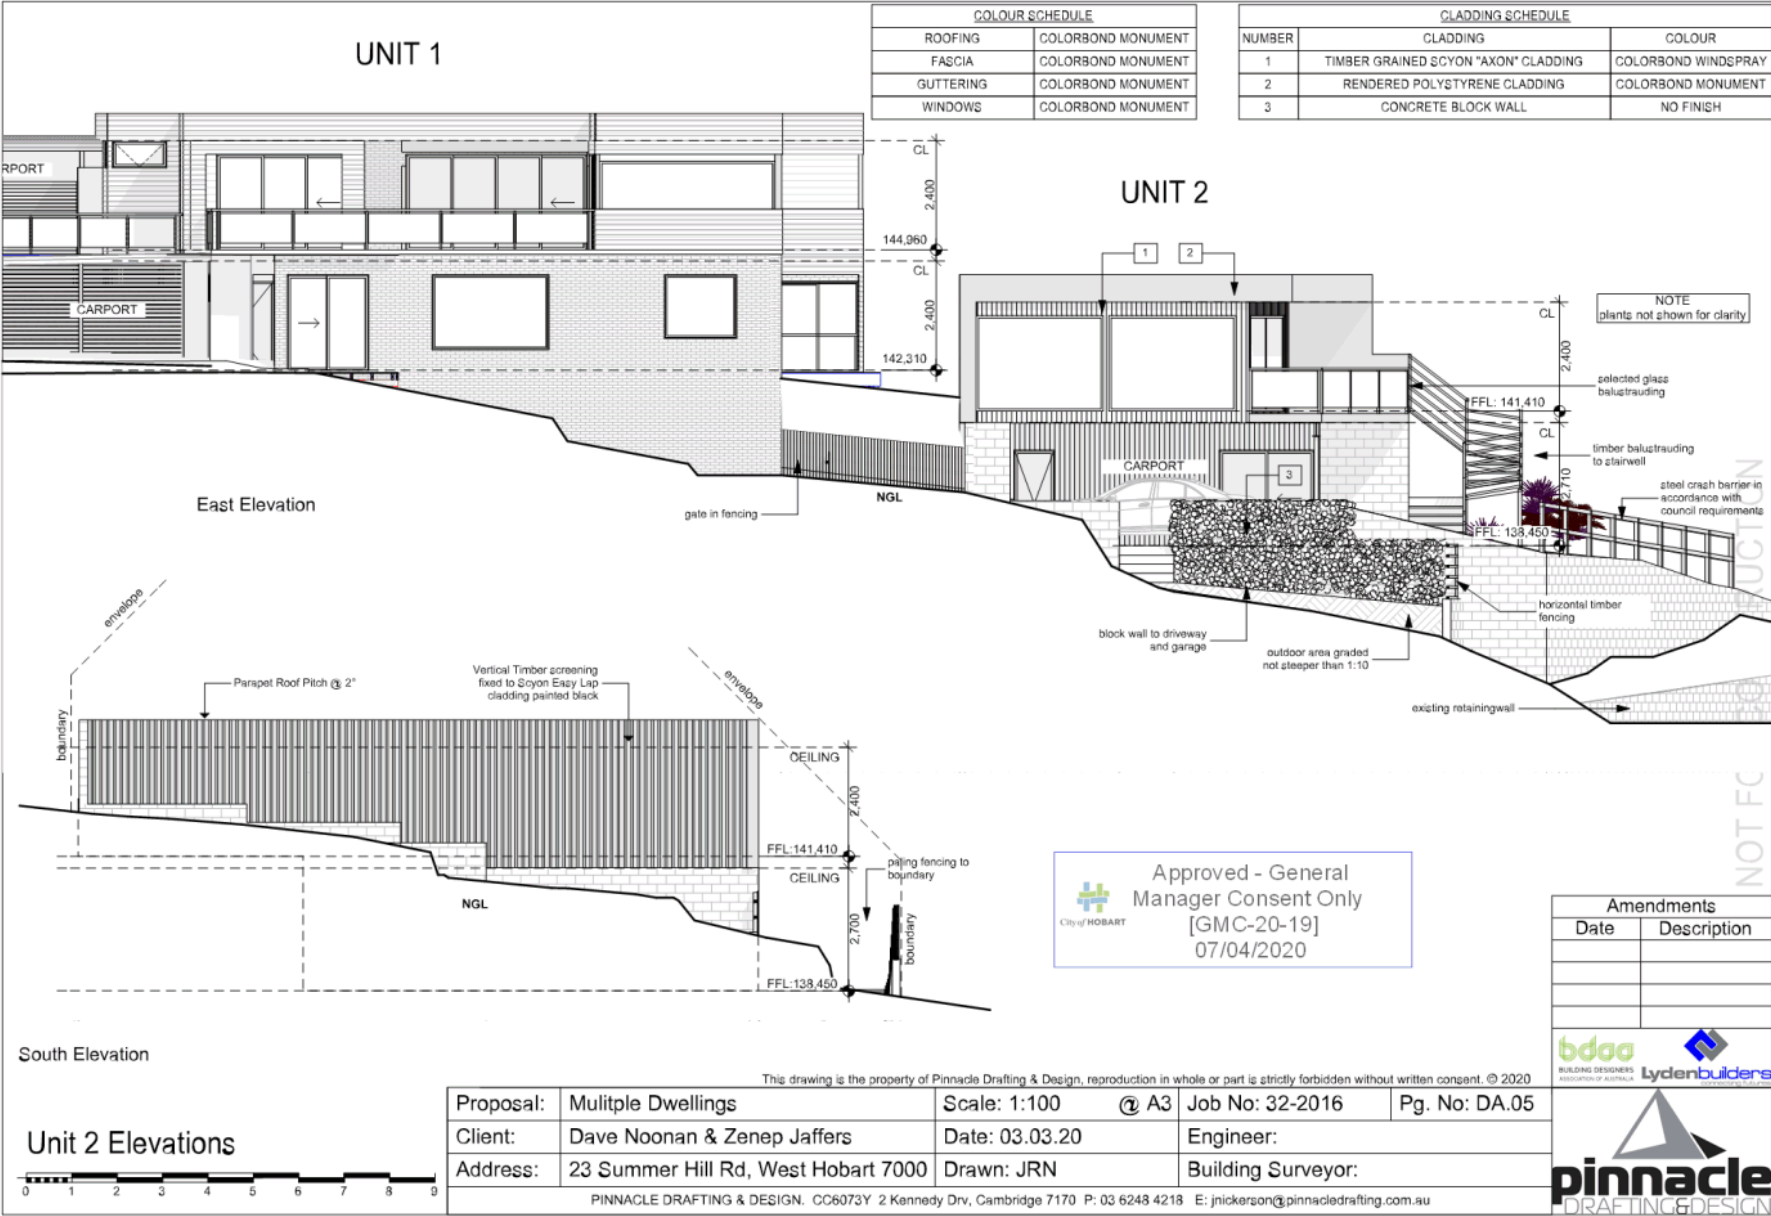 UNIT 1
COLOUR SCHEDULE
ROOFING COLORBOND MONUMENT
FASCIA COLORBOND MONUMENT
GUTTERING COLORBOND MONUMENT
WINDOWS COLORBOND MONUMENT
CLADDING SCHEDULE
NUMBER CLADDING COLOUR
1 TIMBER GRAINED SCYON "AXON" CLADDING COLORBOND WINDSPRAY
2 RENDERED POLYSTYRENE CLADDING COLORBOND MONUMENT
3 CONCRETE BLOCK WALL NO FINISH
RPORT
CL
2,400
144,960
CL
2,400
142,310
CARPORT
UNIT 2
1
2
NOTE
plants not shown for clarity
CL
2,400
selected glass
balustrauding
FFL: 141,410
CL
timber balustrauding
to stairwell
2,710
steel crash barrier in
accordance with
council requirements
CARPORT
3
FFL: 138,450
East Elevation
gate in fencing
NGL
horizontal timber
fencing
block wall to driveway
and garage
outdoor area graded
not steeper than 1:10
existing retainingwall
NOT FO
RUCTION
envelope
boundary
Parapet Roof Pitch @ 2°
Vertical Timber screening
fixed to Scyon Easy Lap
cladding painted black
envelope
CEILING
2,400
FFL:141,410
CEILING
paling fencing to
boundary
NGL
2,700
boundary
FFL:138,450
South Elevation
City of HOBART
Approved - General
Manager Consent Only
[GMC-20-19]
07/04/2020
Amendments
Date Description
bdaa
BUILDING DESIGNERS
ASSOCIATION OF AUSTRALIA
Lydenbuilders
connecting futures
This drawing is the property of Pinnacle Drafting & Design, reproduction in whole or part is strictly forbidden without written consent. © 2020
Unit 2 Elevations
0 1 2 3 4 5 6 7 8 9
Proposal: Mulitple Dwellings Scale: 1:100 @ A3 Job No: 32-2016 Pg. No: DA.05
Client: Dave Noonan & Zenep Jaffers Date: 03.03.20 Engineer:
Address: 23 Summer Hill Rd, West Hobart 7000 Drawn: JRN Building Surveyor:
PINNACLE DRAFTING & DESIGN. CC6073Y 2 Kennedy Drv, Cambridge 7170 P: 03 6248 4218 E: jnickerson@pinnacledrafting.com.au
pinnacle
DRAFTING&DESIGN